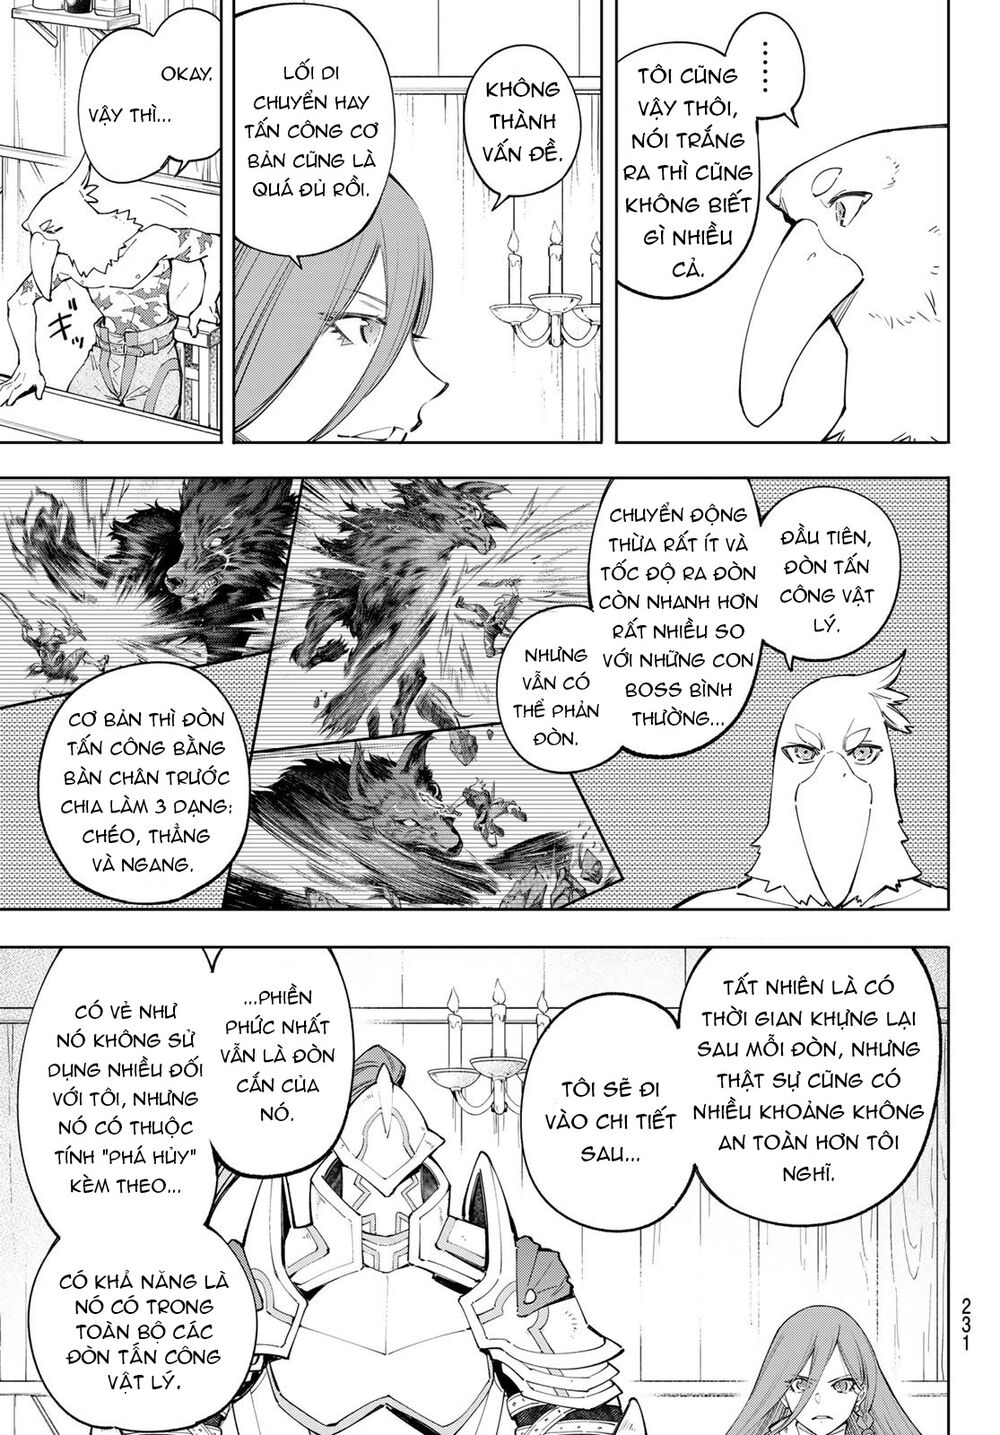 ......
TÔI CŨNG
VẬY THÔI,
NÓI TRẮNG
RA THÌ CŨNG
KHÔNG BIẾT
GÌ NHIỀU
CẢ.
KHÔNG
THÀNH
VẤN ĐỀ.
LỐI DI
CHUYỂN HAY
TẤN CÔNG CƠ
BẢN CŨNG LÀ
QUÁ ĐỦ RỒI.
OKAY.
VẬY THÌ...
ギッ
ĐẦU TIÊN,
ĐÒN TẤN
CÔNG VẬT
LÝ.
CHUYỂN ĐỘNG
THỪA RẤT ÍT VÀ
TỐC ĐỘ RA ĐÒN
CÒN NHANH HƠN
RẤT NHIỀU SO
VỚI NHỮNG CON
BOSS BÌNH
THƯỜNG...
NHƯNG
VẪN CÓ
THỂ PHẢN
ĐÒN.
CƠ BẢN THÌ ĐÒN
TẤN CÔNG BẰNG
BÀN CHÂN TRƯỚC
CHIA LÀM 3 DẠNG:
CHÉO, THẲNG
VÀ NGANG.
TẤT NHIÊN LÀ CÓ
THỜI GIAN KHỰNG LẠI
SAU MỖI ĐÒN, NHƯNG
THẬT SỰ CŨNG CÓ
NHIỀU KHOẢNG KHÔNG
AN TOÀN HƠN TÔI
NGHĨ.
TÔI SẼ ĐI
VÀO CHI TIẾT
SAU...
...PHIỀN
PHỨC NHẤT
VẪN LÀ ĐÒN
CẮN CỦA
NÓ.
CÓ VẺ NHƯ
NÓ KHÔNG SỬ
DỤNG NHIỀU ĐỐI
VỚI TÔI, NHƯNG
NÓ CÓ THUỘC
TÍNH "PHÁ HỦY"
KÈM THEO...
CÓ KHẢ NĂNG LÀ
NÓ CÓ TRONG
TOÀN BỘ CÁC
ĐÒN TẤN CÔNG
VẬT LÝ.
231